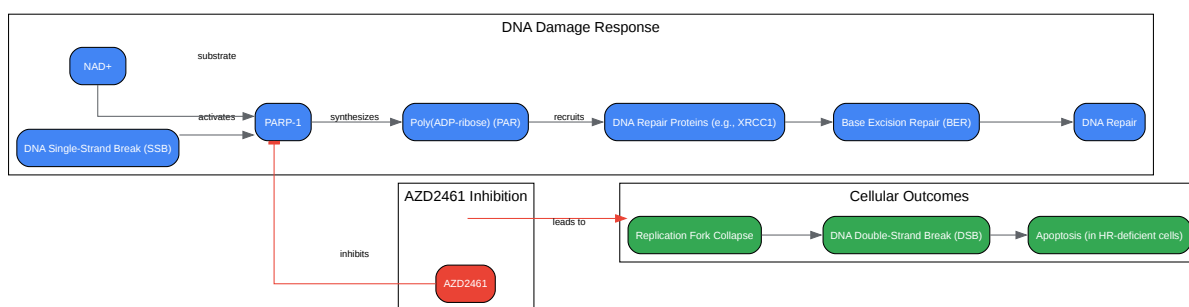 DNA Damage Response
substrate
NAD+
activates
PARP-1
synthesizes
Poly(ADP-ribose) (PAR)
recruits
DNA Repair Proteins (e.g., XRCC1)
Base Excision Repair (BER)
DNA Repair
DNA Single-Strand Break (SSB)
AZD2461 Inhibition
Cellular Outcomes
leads to
Replication Fork Collapse
DNA Double-Strand Break (DSB)
Apoptosis (in HR-deficient cells)
inhibits
AZD2461